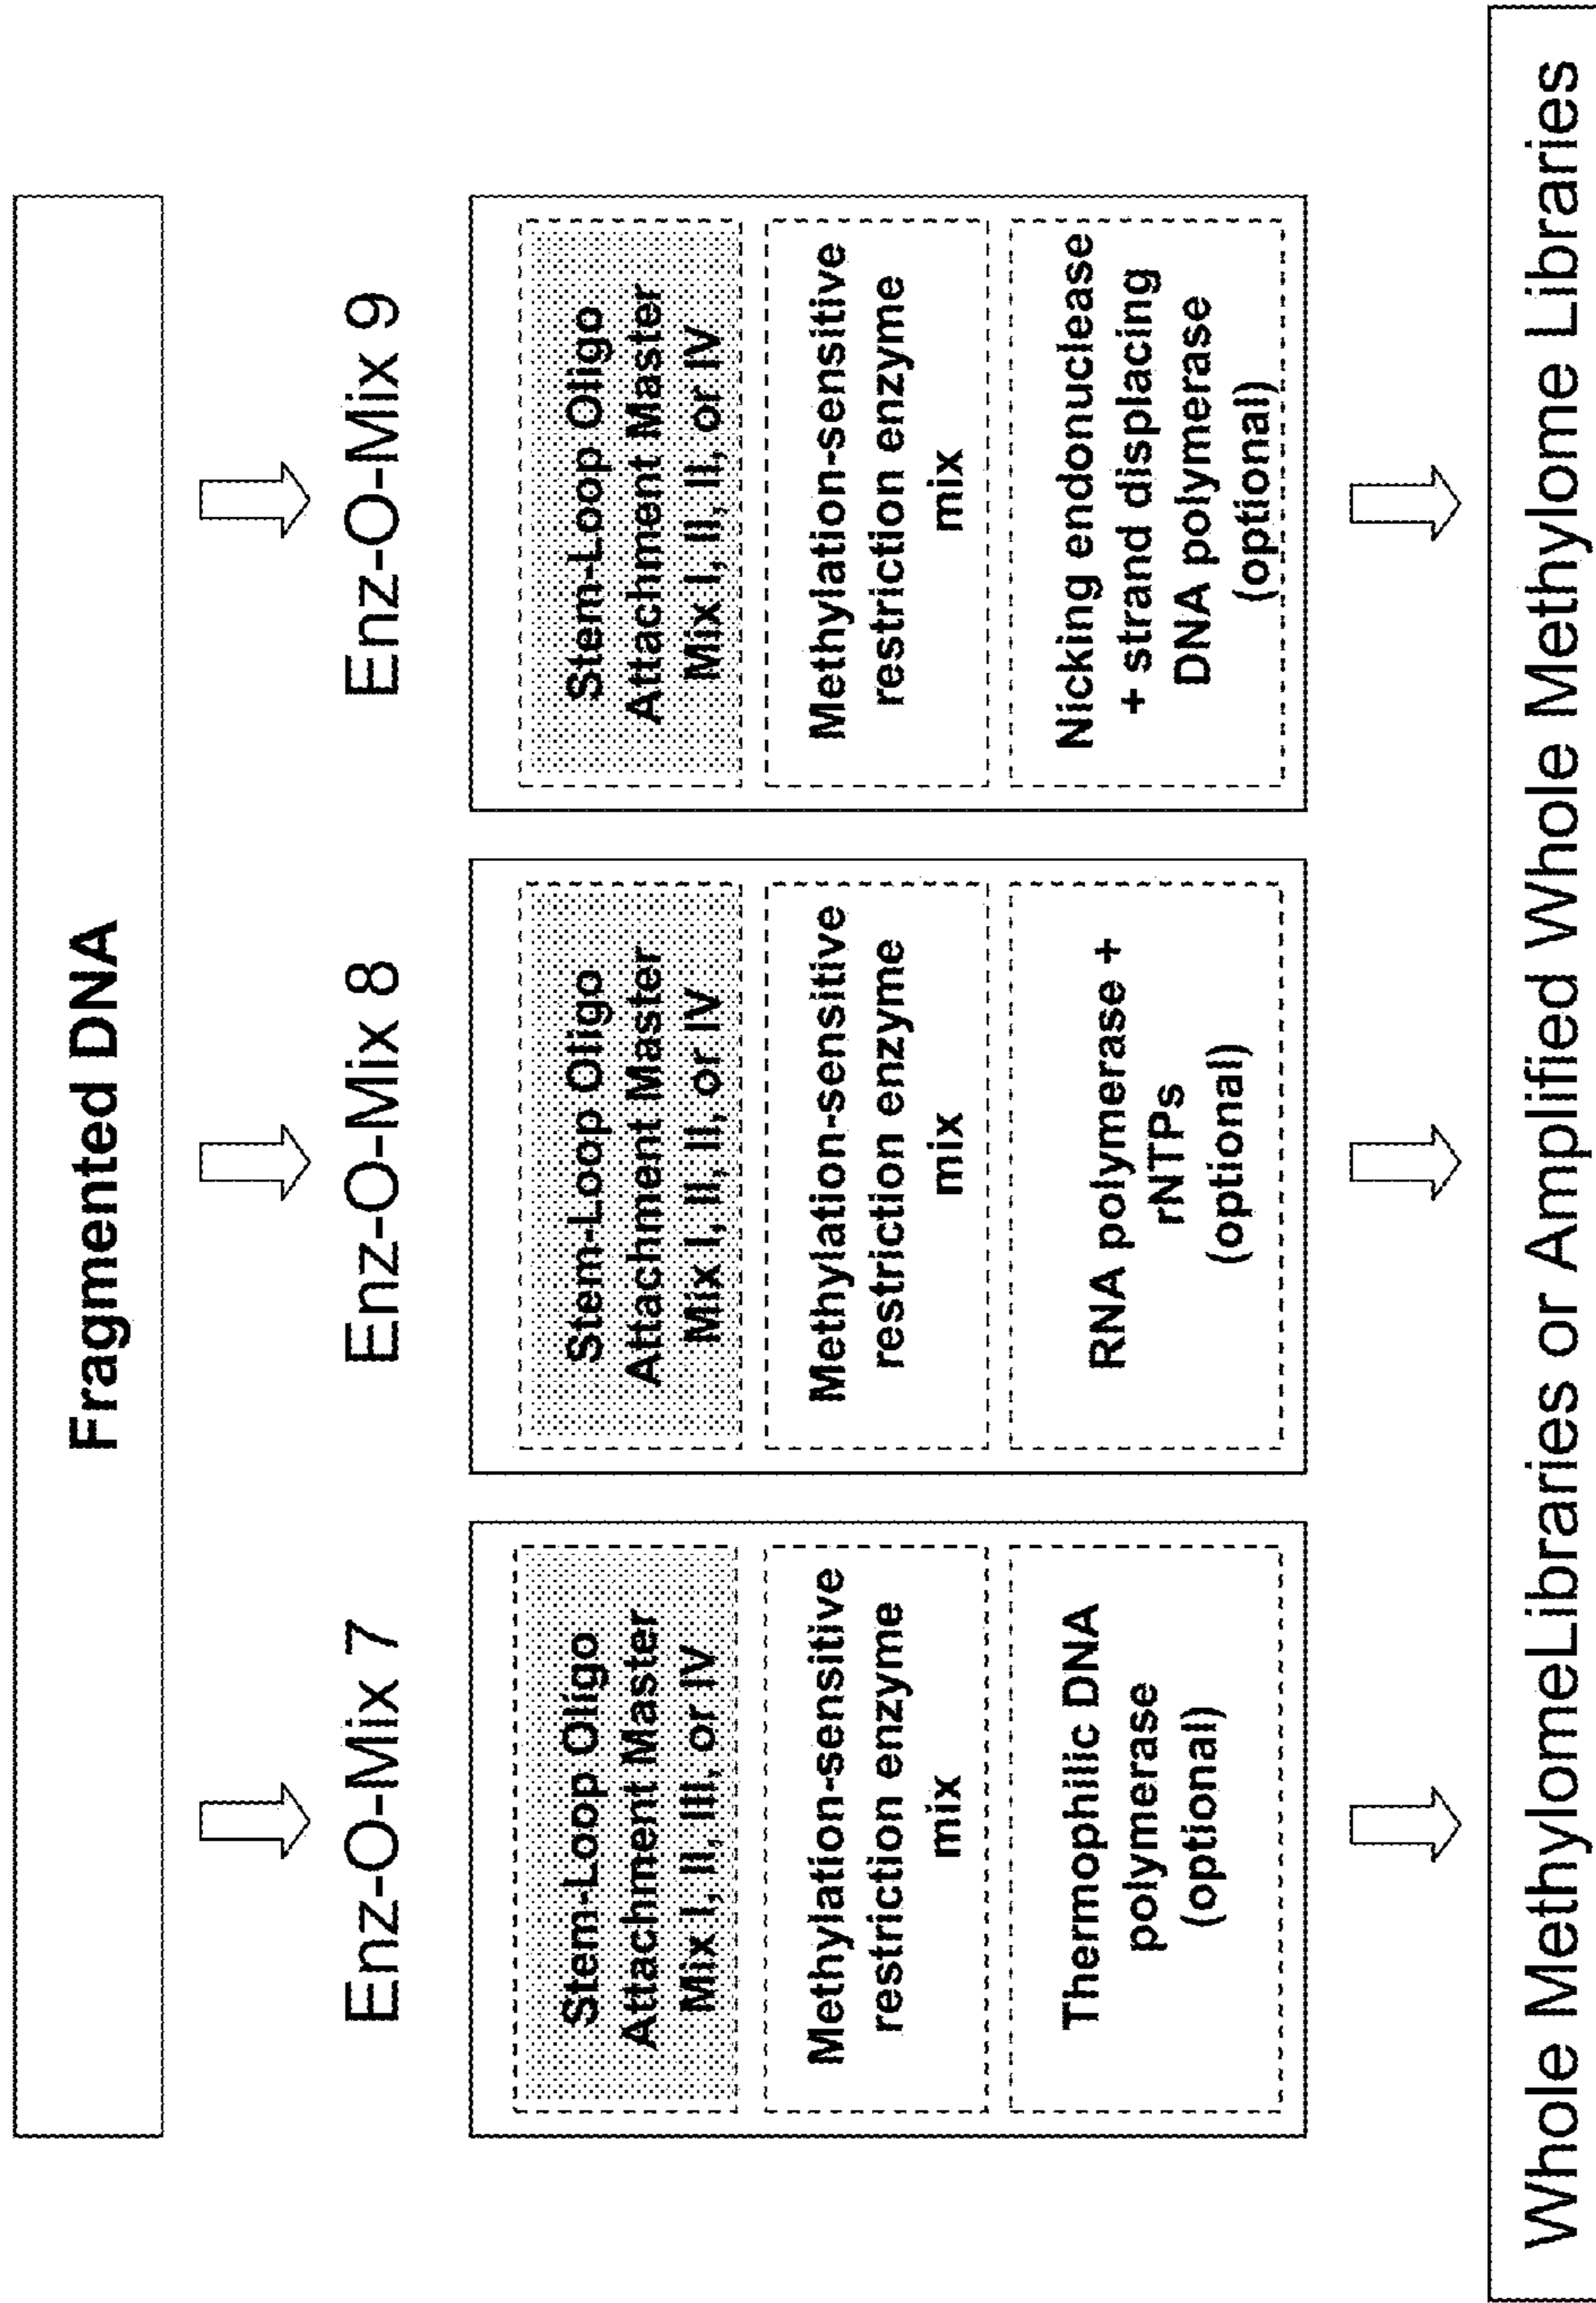 Fragmented DNA
Enz-O-Mix 7
Stem-Loop Oligo
Attachment Master
Mix I, II, III, or IV
Methylation-sensitive
restriction enzyme
mix
Thermophilic DNA
polymerase
(optional)
Enz-O-Mix 8
Stem-Loop Oligo
Attachment Master
Mix I, II, II, or IV
Methylation-sensitive
restriction enzyme
mix
RNA polymerase +
rNTPs
(optional)
Enz-O-Mix 9
Stem-Loop Oligo
Attachment Master
Mix I, II, II, or IV
Methylation-sensitive
restriction enzyme
mix
Nicking endonuclease
+ strand displacing
DNA polymerase
(optional)
Whole MethylomeLibraries or Amplified Whole Methylome Libraries